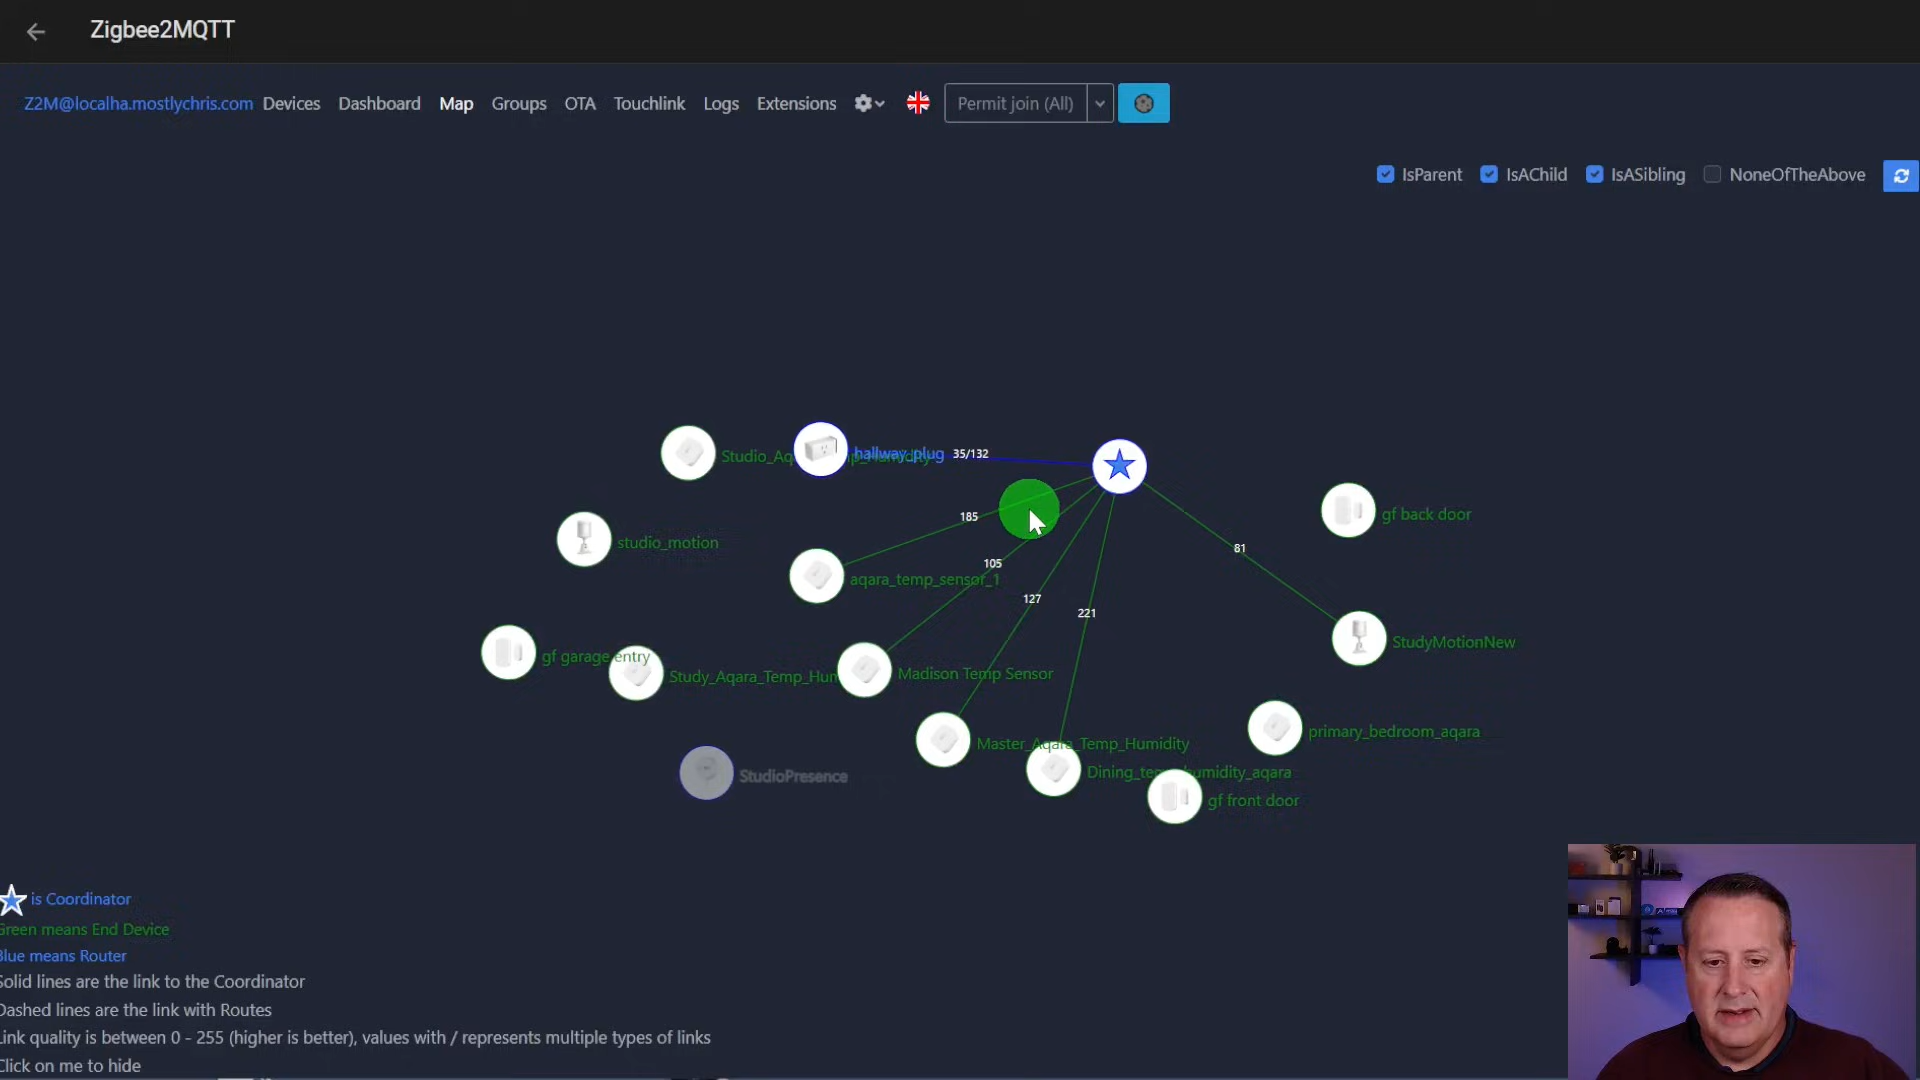 Zigbee2MQTT
Z2M@localha.mostlychris.com Devices Dashboard Map Groups OTA Touchlink Logs Extensions Permit join (All)
IsParent IsAChild IsASibling NoneOfTheAbove
hallway_plug 35/132
gf back door
185
studio_motion
81
105
aqara_temp_sensor_1
127
221
StudyMotionNew
gf garage entry
Study_Aqara_Temp_Hum
Madison Temp Sensor
primary_bedroom_aqara
Master_Aqara_Temp_Humidity
StudioPresence
gf front door
is Coordinator
Green means End Device
Blue means Router
Solid lines are the link to the Coordinator
Dashed lines are the link with Routes
Link quality is between 0 - 255 (higher is better), values with / represents multiple types of links
Click on me to hide